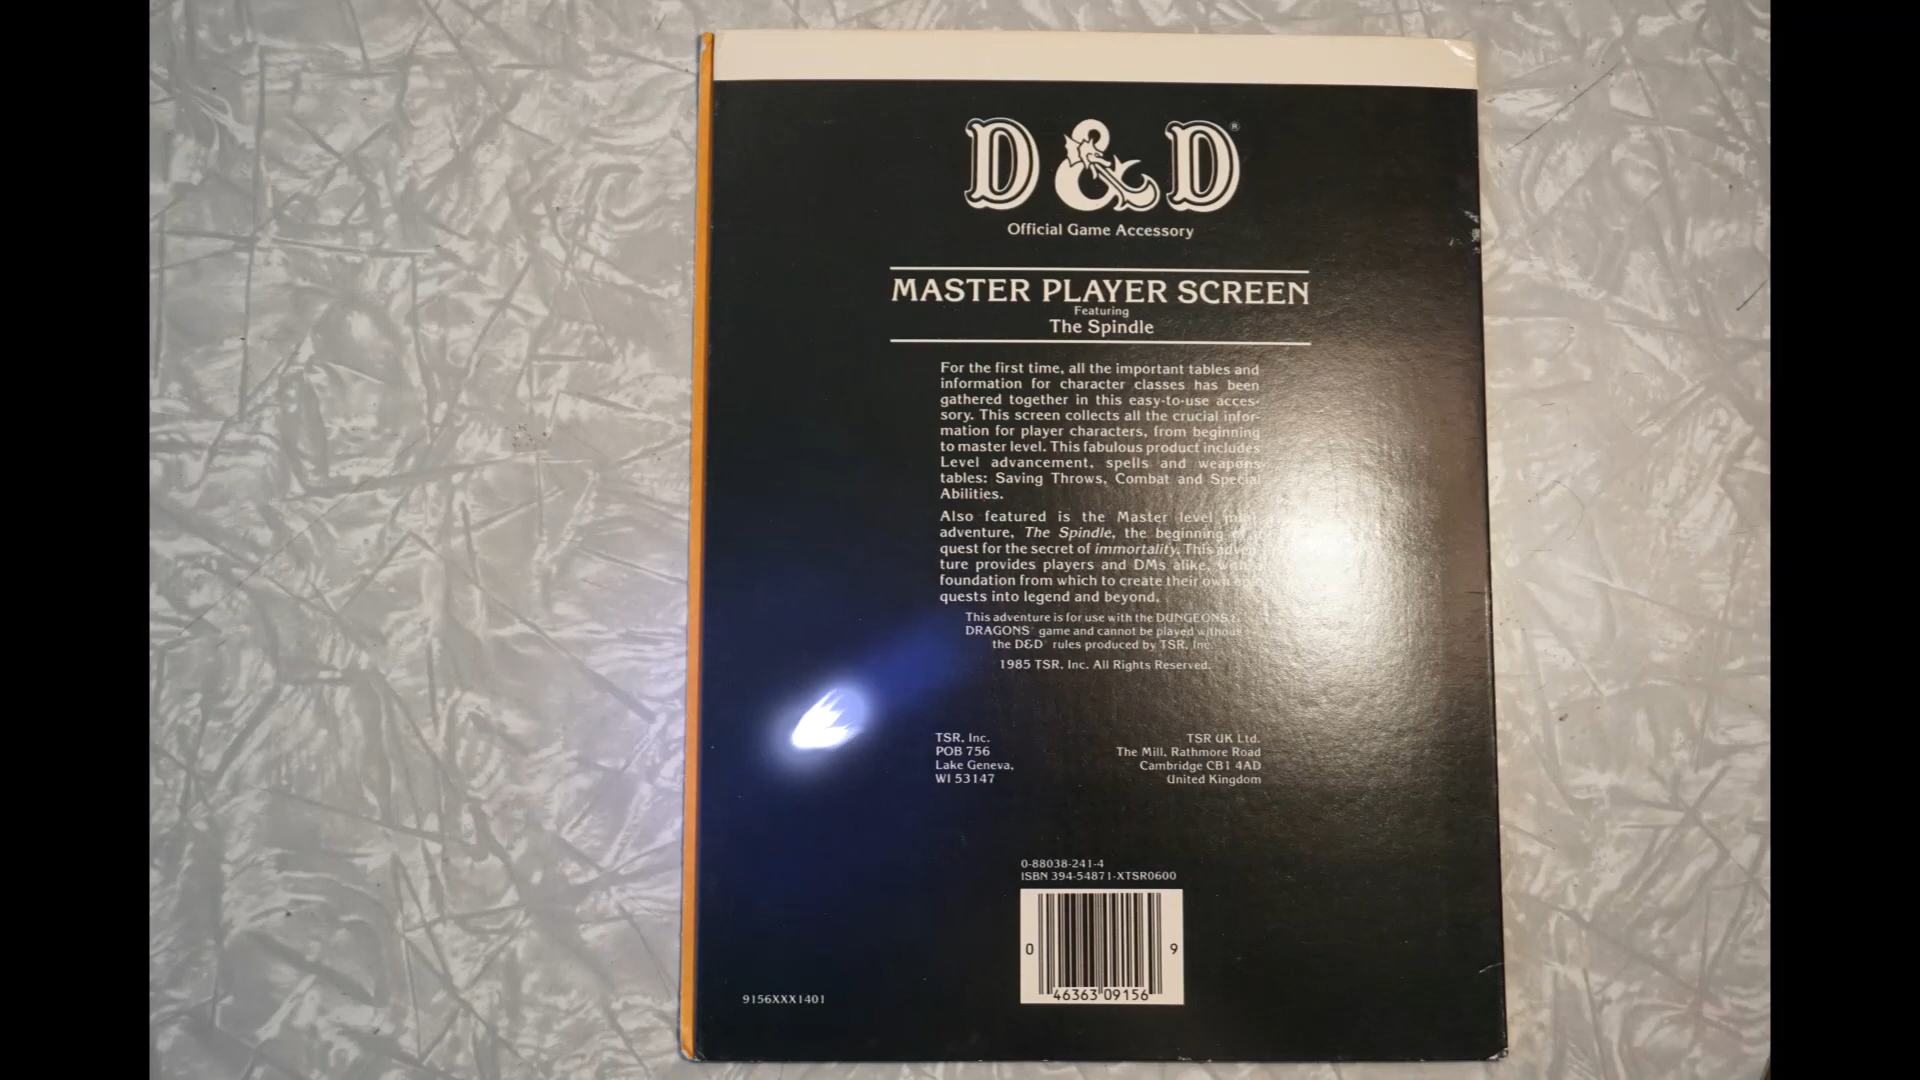 D&D®
Official Game Accessory
MASTER PLAYER SCREEN
Featuring
The Spindle
For the first time, all the important tables and
information for character classes has been
gathered together in this easy-to-use acces-
sory. This screen collects all the crucial infor-
mation for player characters, from beginning
to master level. This fabulous product includes
Level advancement, spells and weapons
tables: Saving Throws, Combat and Special
Abilities.
Also featured is the Master level mini
adventure, The Spindle, the beginning
quest for the secret of immortality. This adven
ture provides players and DMs alike,
foundation from which to create their own
quests into legend and beyond.
This adventure is for use with the DUNGEONS &
DRAGONS game and cannot be played without
the D&D rules produced by TSR, Inc.
1985 TSR, Inc. All Rights Reserved.
TSR, Inc.
POB 756
Lake Geneva,
WI 53147
TSR UK Ltd.
The Mill, Rathmore Road
Cambridge CB1 4AD
United Kingdom
0-88038-241-4
ISBN 394-54871-XTSR0600
0 46363 09156 9
9156XXX1401